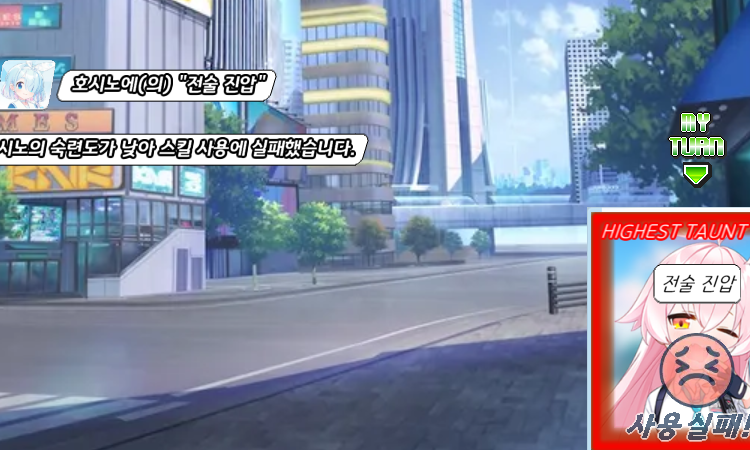 호시노에(의) "전술 진압"
시노의 숙련도가 낮아 스킬 사용에 실패했습니다.
MY
TURN
HIGHEST TAUNT
전술 진압
사용 실패!